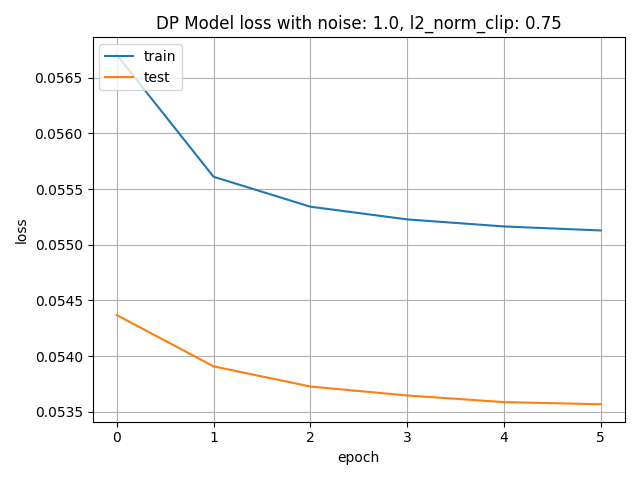 DP Model loss with noise: 1.0, l2_norm_clip: 0.75
train
test
0.0565
0.0560
0.0555
0.0550
0.0545
0.0540
0.0535
loss
0 1 2 3 4 5
epoch